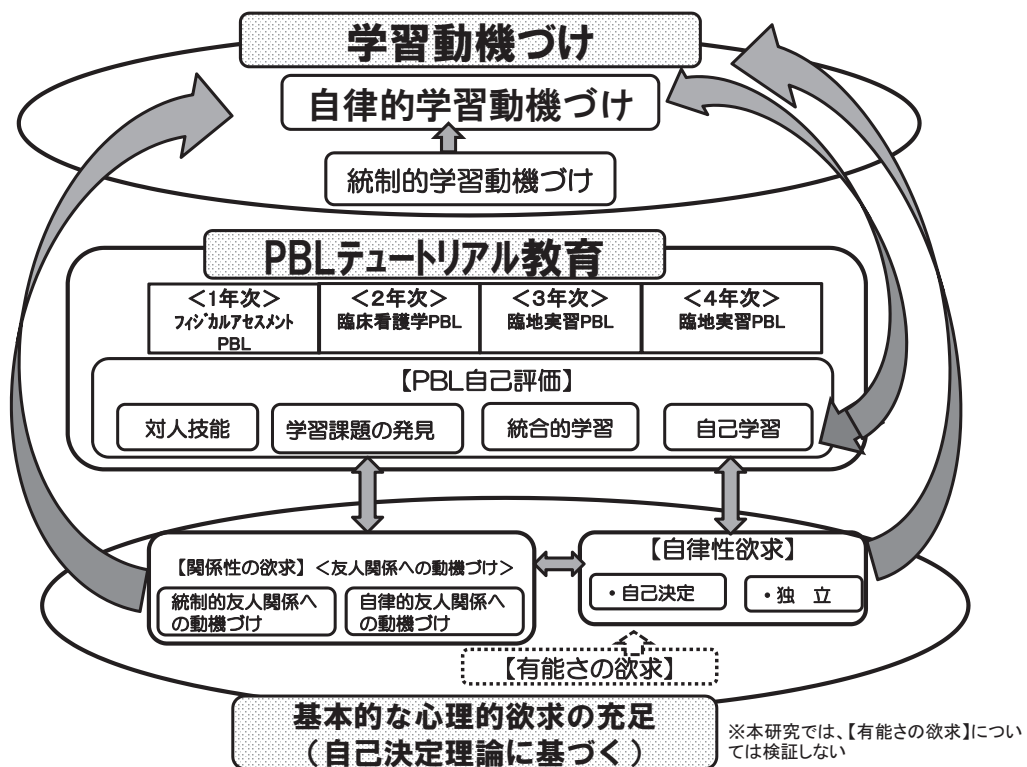 学習動機づけ
自律的学習動機づけ
統制的学習動機づけ
PBLテュートリアル教育
＜1年次＞
フィジカルアセスメント
PBL
＜2年次＞
臨床看護学PBL
＜3年次＞
臨地実習PBL
＜4年次＞
臨地実習PBL
【PBL自己評価】
対人技能
学習課題の発見
統合的学習
自己学習
【関係性の欲求】＜友人関係への動機づけ＞
統制的友人関係へ
の動機づけ
自律的友人関係へ
の動機づけ
【自律性欲求】
・自己決定
・独　立
【有能さの欲求】
基本的な心理的欲求の充足
（自己決定理論に基づく）
※本研究では、【有能さの欲求】につい
ては検証しない